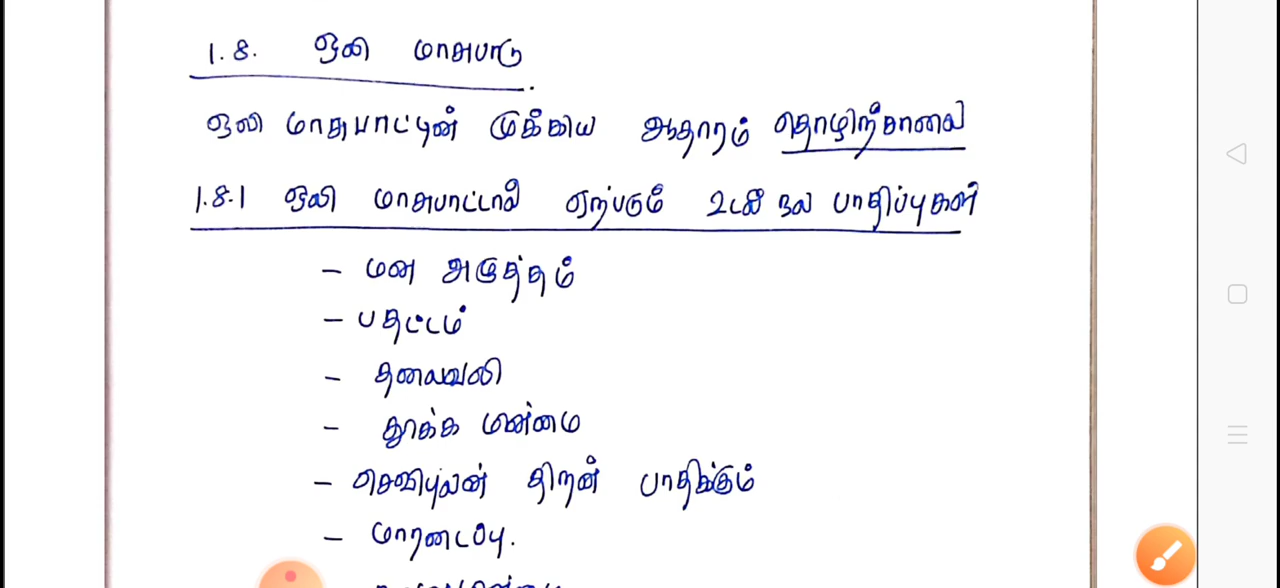 1.8. ஒலி மாசுபாடு
ஒலி மாசுபாட்டின் முக்கிய ஆதாரம் தொழிற்சாலை
1.8.1 ஒலி மாசுபாட்டால் ஏற்படும் உடல் நல பாதிப்புகள்
- மன அழுத்தம்
- பதட்டம்
- தலைவலி
- தூக்க மின்மை
- செவிபுலன் திறன் பாதிக்கும்
- மாரடைப்பு.